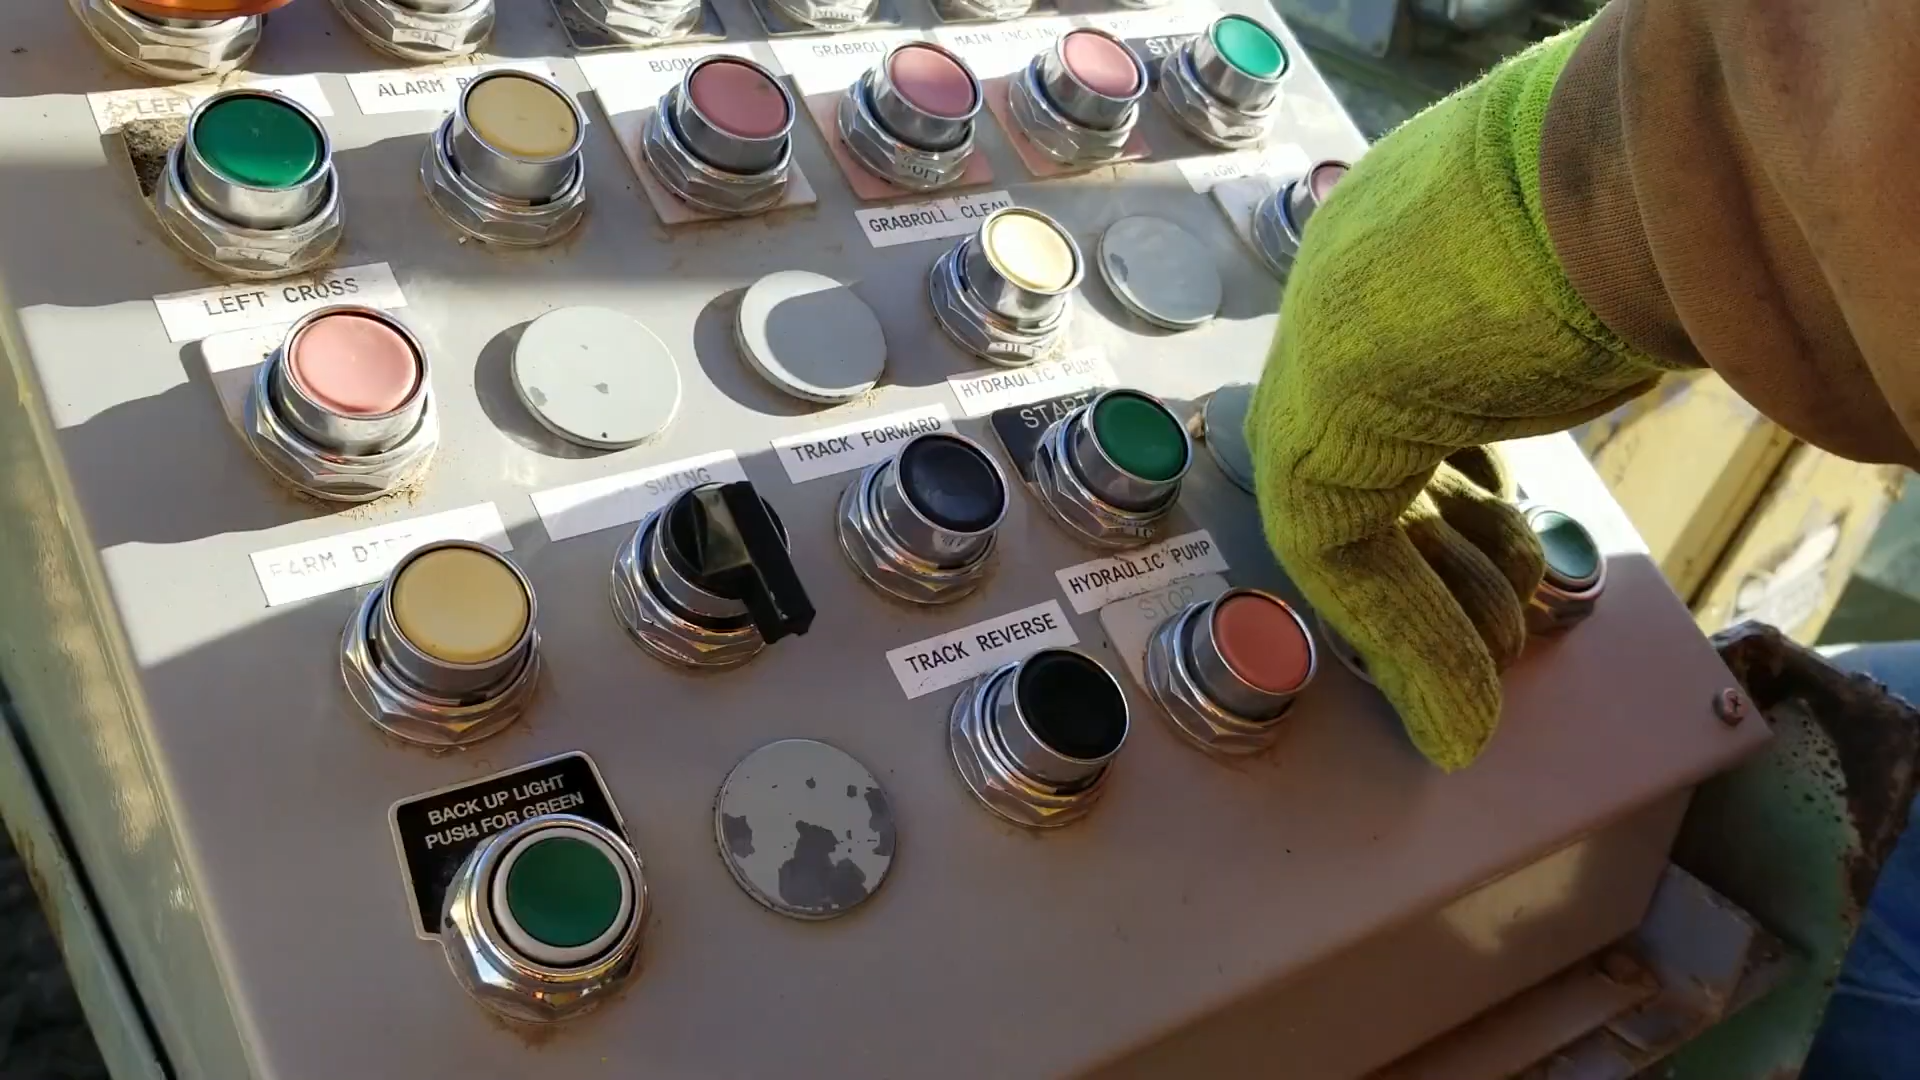 GRABROLL
MAIN INCLINE
BOOM
ALARM
LEFT
GRABROLL CLEAN
LEFT CROSS
HYDRAULIC PUMP
START
TRACK FORWARD
SWING
HYDRAULIC PUMP
STOP
TRACK REVERSE
BACK UP LIGHT
PUSH FOR GREEN